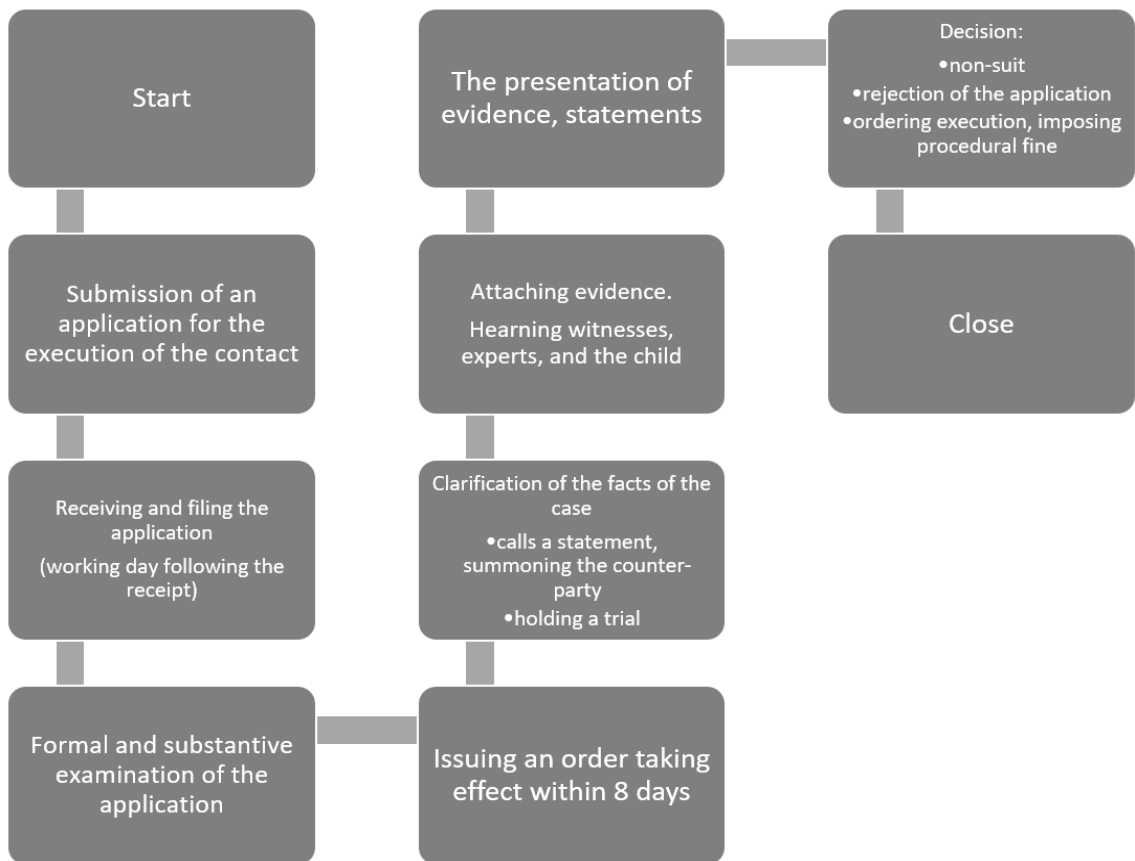 Start
Submission of an
application for the
execution of the contact
Receiving and filing the
application
(working day following the
receipt)
Formal and substantive
examination of the
application
Issuing an order taking
effect within 8 days
Clarification of the facts of the
case
•calls a statement,
summoning the counter-
party
•holding a trial
Attaching evidence.
Hearning witnesses,
experts, and the child
The presentation of
evidence, statements
Decision:
•non-suit
•rejection of the application
•ordering execution, imposing
procedural fine
Close